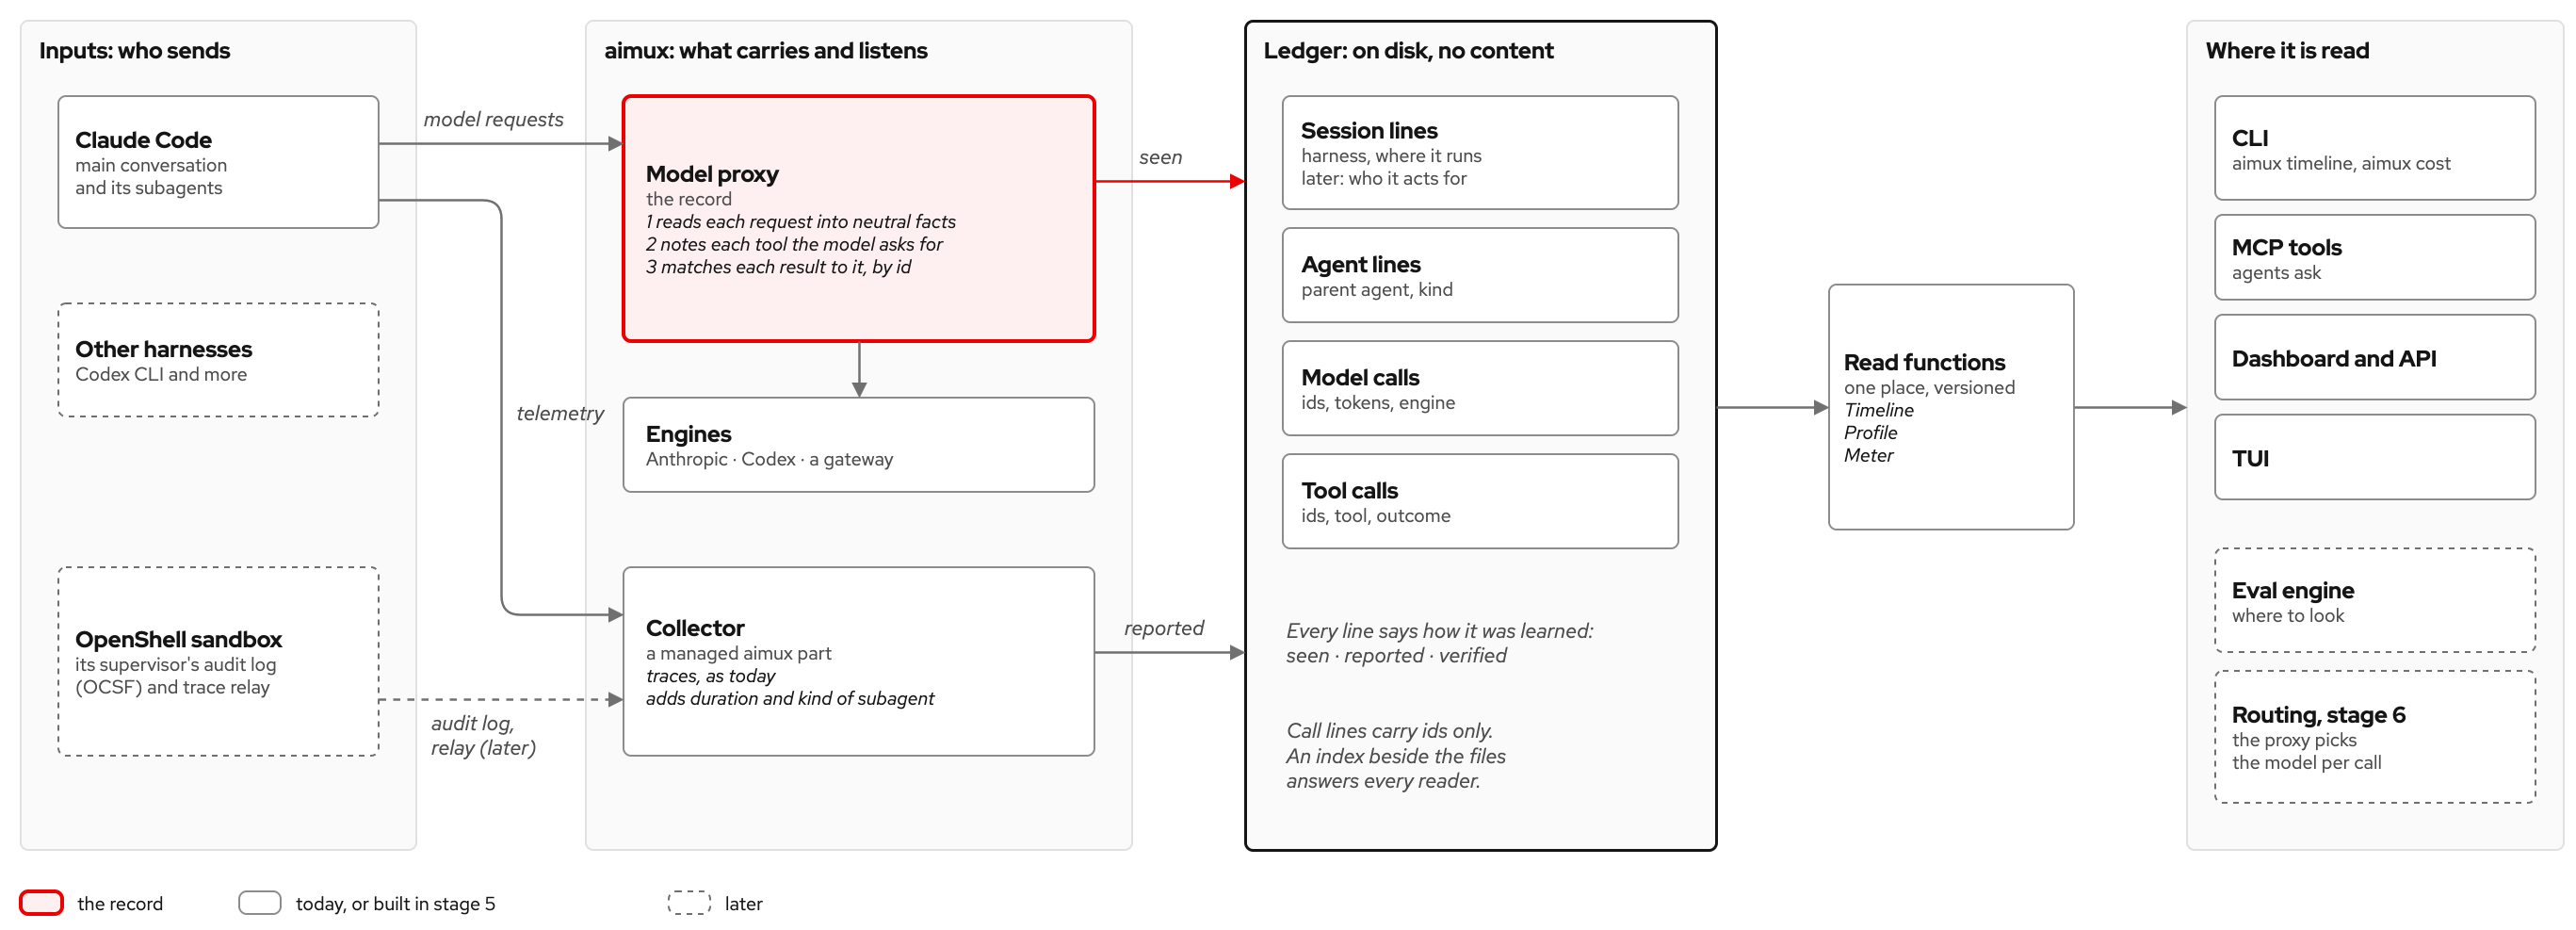 Inputs: who sends
Claude Code
main conversation
and its subagents
Other harnesses
Codex CLI and more
OpenShell sandbox
its supervisor's audit log
(OCSF) and trace relay
model requests
telemetry
audit log,
relay (later)
aimux: what carries and listens
Model proxy
the record
1 reads each request into neutral facts
2 notes each tool the model asks for
3 matches each result to it, by id
Engines
Anthropic · Codex · a gateway
Collector
a managed aimux part
traces, as today
adds duration and kind of subagent
seen
reported
Ledger: on disk, no content
Session lines
harness, where it runs
later: who it acts for
Agent lines
parent agent, kind
Model calls
ids, tokens, engine
Tool calls
ids, tool, outcome
Every line says how it was learned:
seen · reported · verified
Call lines carry ids only.
An index beside the files
answers every reader.
Read functions
one place, versioned
Timeline
Profile
Meter
Where it is read
CLI
aimux timeline, aimux cost
MCP tools
agents ask
Dashboard and API
TUI
Eval engine
where to look
Routing, stage 6
the proxy picks
the model per call
the record
today, or built in stage 5
later